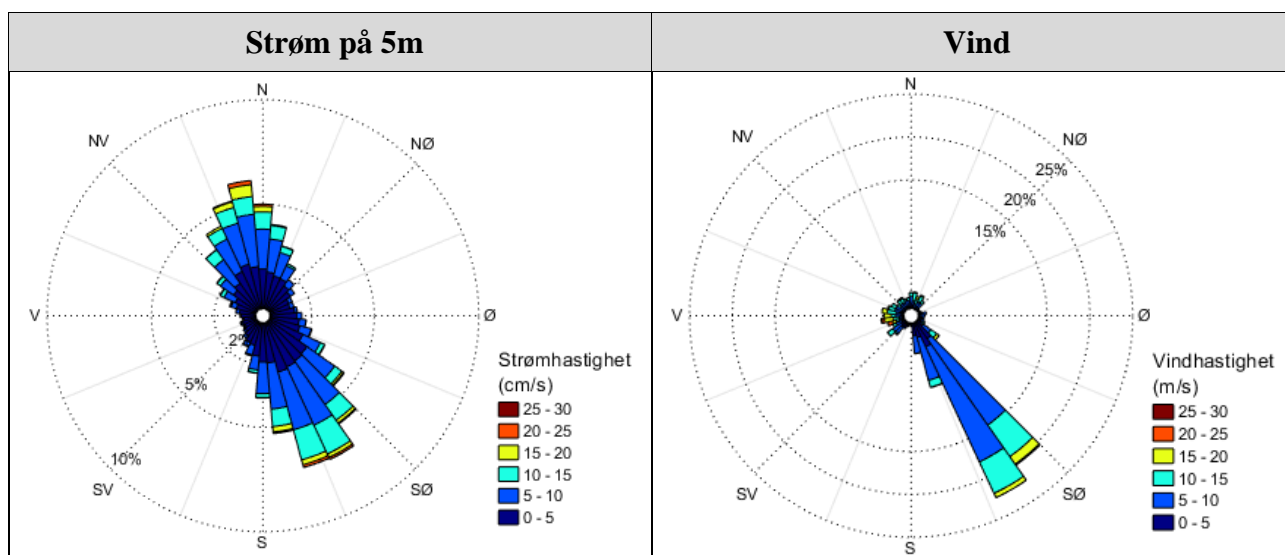 Strøm på 5m
Vind
N
NV
NØ
V
Ø
2%
5%
10%
SV
SØ
S
Strømhastighet
(cm/s)
25 - 30
20 - 25
15 - 20
10 - 15
5 - 10
0 - 5
N
NV
NØ
25%
20%
15%
V
Ø
SV
SØ
S
Vindhastighet
(m/s)
25 - 30
20 - 25
15 - 20
10 - 15
5 - 10
0 - 5